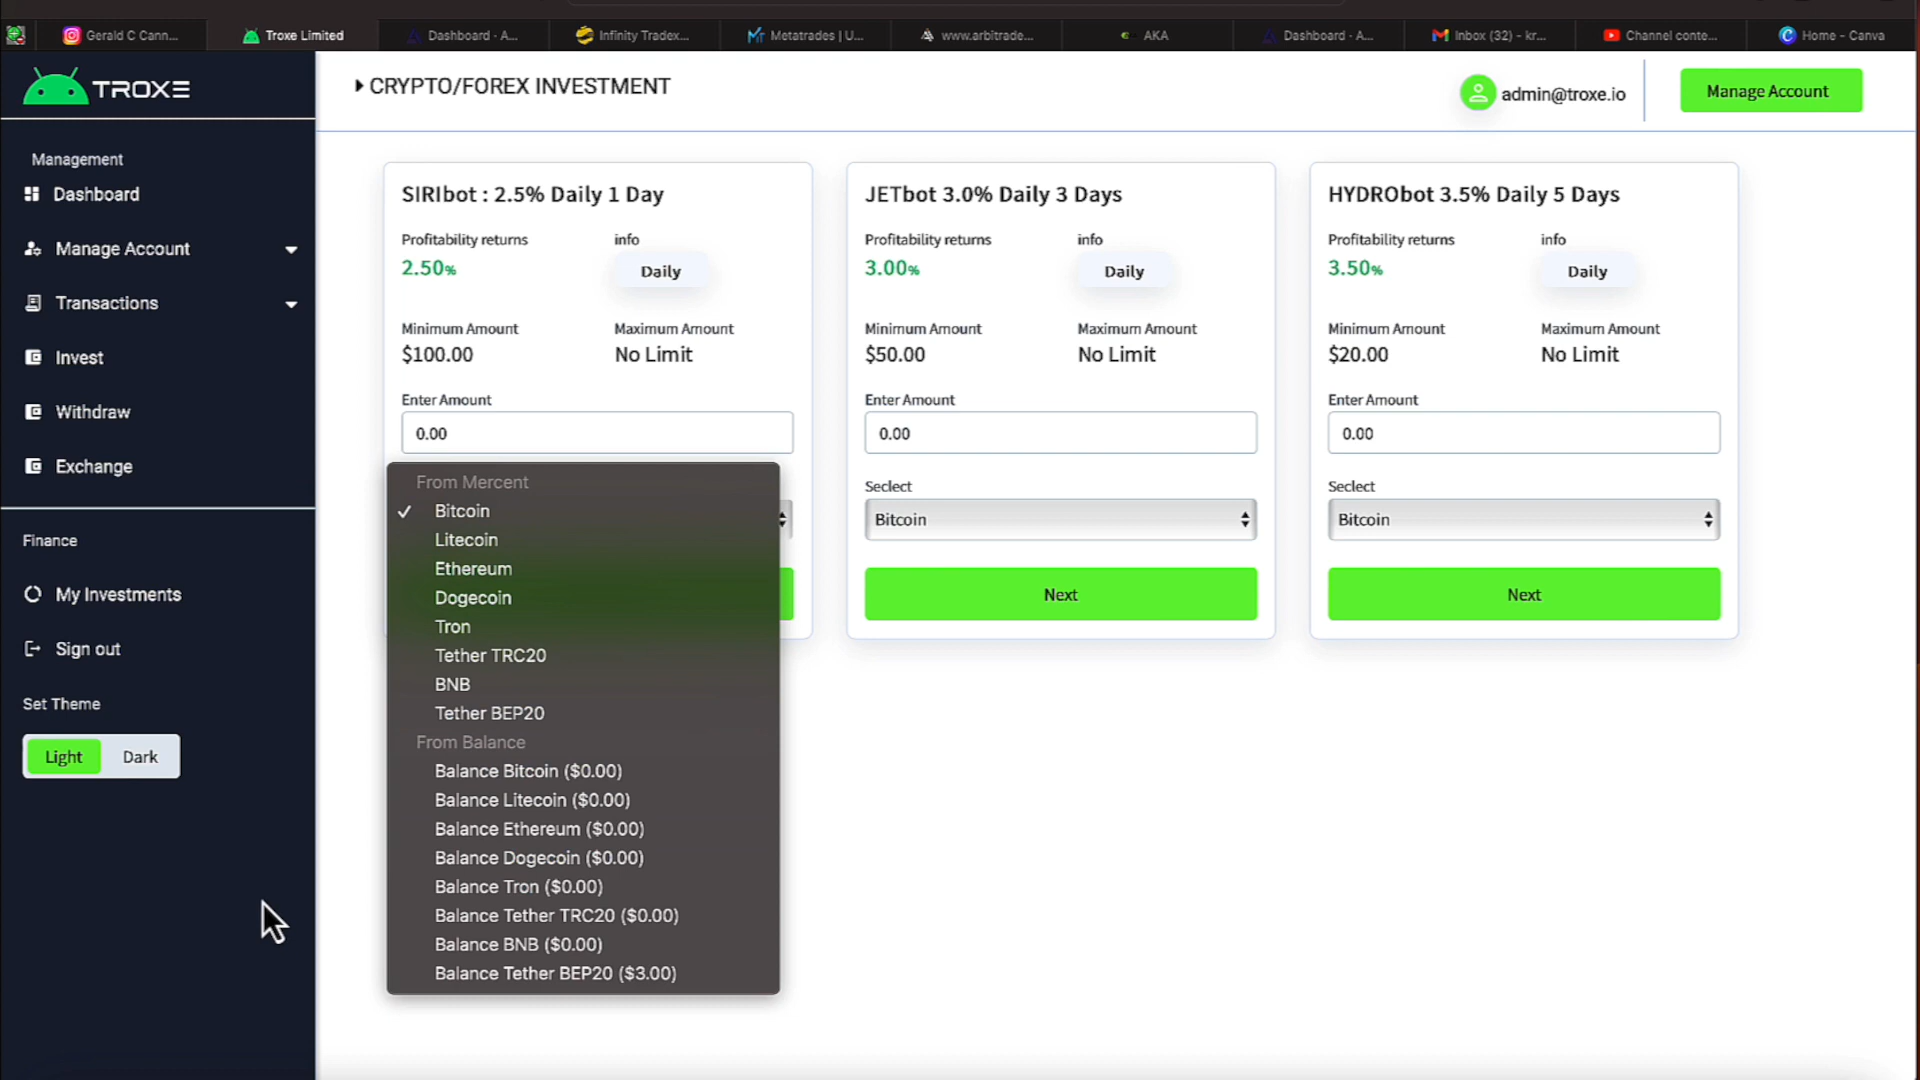 Gerald C Cann...
Troxe Limited
Dashboard - A...
Infinity Tradex...
Metatrades | U...
www.arbitrade...
AKA
Dashboard - A...
Inbox (32) - kr...
Channel conte...
Home - Canva
TROXE
CRYPTO/FOREX INVESTMENT
admin@troxe.io
Manage Account
Management
Dashboard
Manage Account
Transactions
Invest
Withdraw
Exchange
Finance
My Investments
Sign out
Set Theme
Light
Dark
SIRIbot : 2.5% Daily 1 Day
Profitability returns
info
2.50%
Daily
Minimum Amount
Maximum Amount
$100.00
No Limit
Enter Amount
0.00
From Mercent
✓ Bitcoin
Litecoin
Ethereum
Dogecoin
Tron
Tether TRC20
BNB
Tether BEP20
From Balance
Balance Bitcoin ($0.00)
Balance Litecoin ($0.00)
Balance Ethereum ($0.00)
Balance Dogecoin ($0.00)
Balance Tron ($0.00)
Balance Tether TRC20 ($0.00)
Balance BNB ($0.00)
Balance Tether BEP20 ($3.00)
JETbot 3.0% Daily 3 Days
Profitability returns
info
3.00%
Daily
Minimum Amount
Maximum Amount
$50.00
No Limit
Enter Amount
0.00
Seclect
Bitcoin
Next
HYDRObot 3.5% Daily 5 Days
Profitability returns
info
3.50%
Daily
Minimum Amount
Maximum Amount
$20.00
No Limit
Enter Amount
0.00
Seclect
Bitcoin
Next